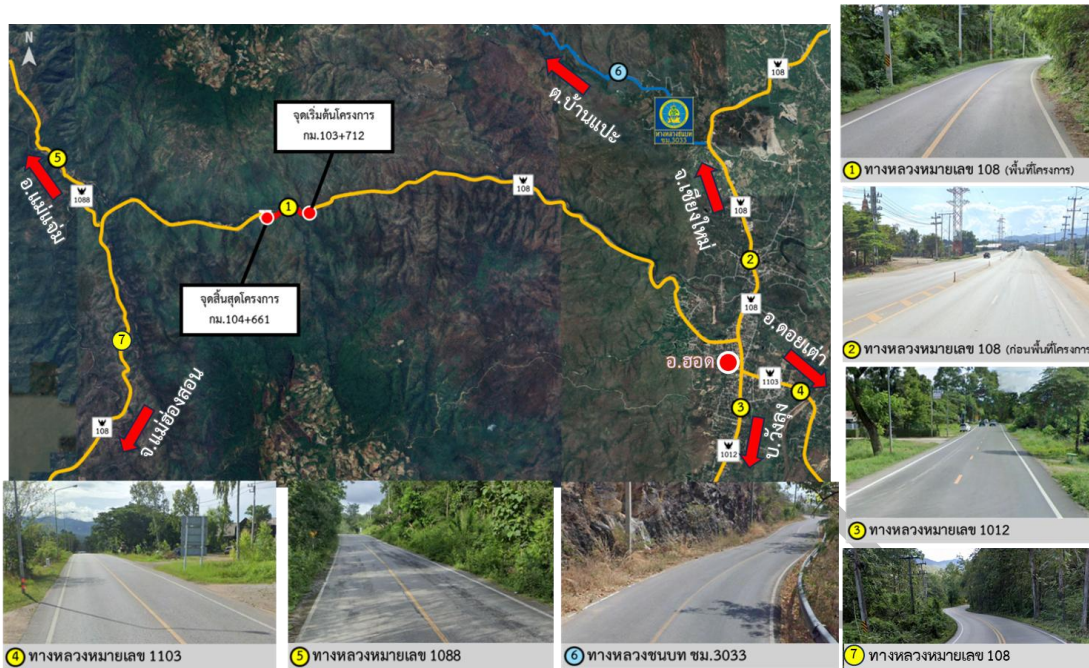 N
108
6
ต.บ้านแปะ
ทางหลวงชนบท
ชม.3033
จุดเริ่มต้นโครงการ
กม.103+712
5
อ.แม่แจ่ม
1088
1
108
จ.เชียงใหม่
108
2
จุดสิ้นสุดโครงการ
กม.104+661
108
7
อ.ฮอด
อ.ดอยเต่า
1103
4
3
บ.วังลุง
108
จ.แม่ฮ่องสอน
1012
1 ทางหลวงหมายเลข 108 (พื้นที่โครงการ)
2 ทางหลวงหมายเลข 108 (ก่อนพื้นที่โครงการ
3 ทางหลวงหมายเลข 1012
4 ทางหลวงหมายเลข 1103
5 ทางหลวงหมายเลข 1088
6 ทางหลวงชนบท ชม.3033
7 ทางหลวงหมายเลข 108